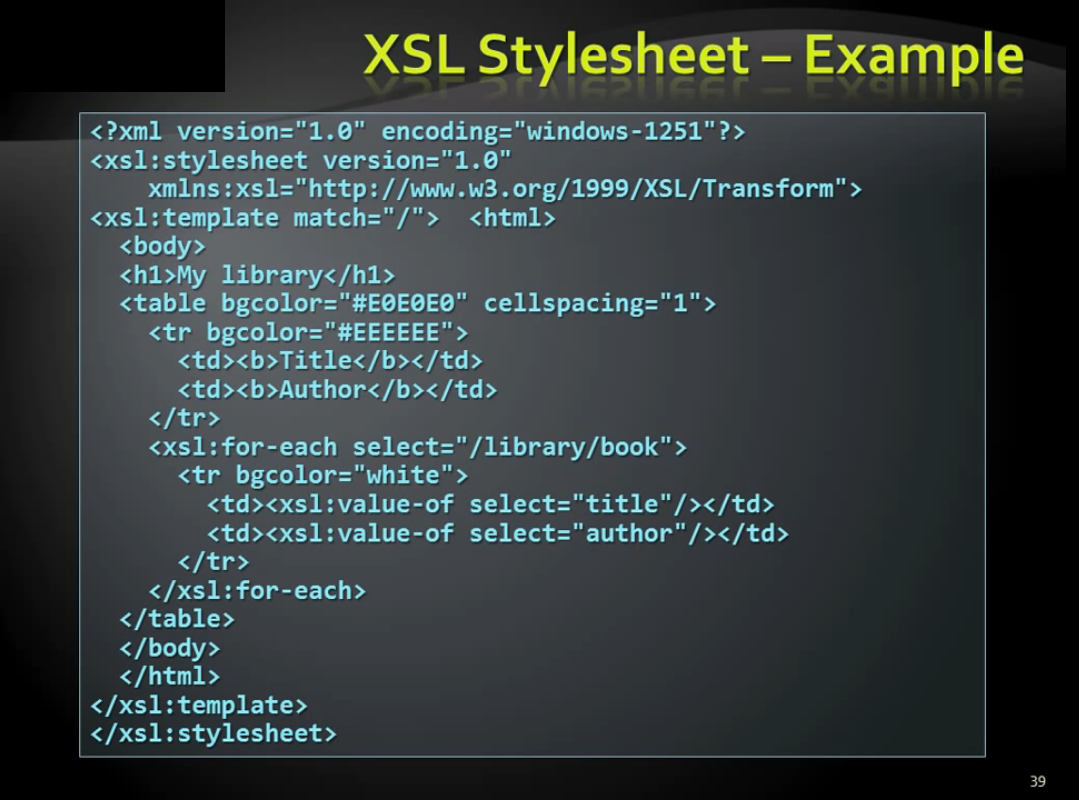 XSL Stylesheet – Example
<?xml version="1.0" encoding="windows-1251"?>
<xsl:stylesheet version="1.0"
    xmlns:xsl="http://www.w3.org/1999/XSL/Transform">
<xsl:template match="/">  <html>
  <body>
  <h1>My library</h1>
  <table bgcolor="#E0E0E0" cellspacing="1">
    <tr bgcolor="#EEEEEE">
      <td><b>Title</b></td>
      <td><b>Author</b></td>
    </tr>
    <xsl:for-each select="/library/book">
      <tr bgcolor="white">
        <td><xsl:value-of select="title"/></td>
        <td><xsl:value-of select="author"/></td>
      </tr>
    </xsl:for-each>
  </table>
  </body>
  </html>
</xsl:template>
</xsl:stylesheet>
39